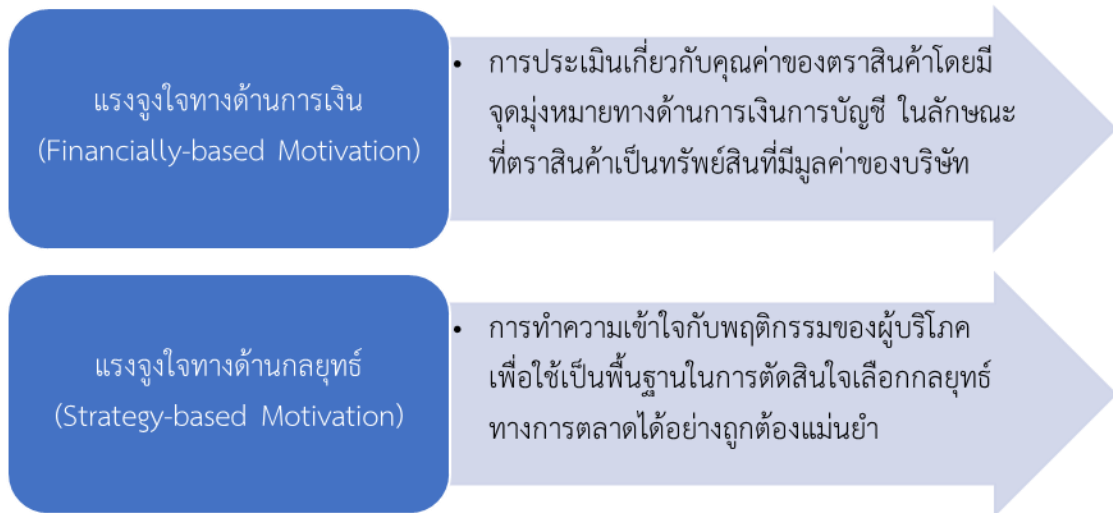 แรงจูงใจทางด้านการเงิน
(Financially-based Motivation)
• การประเมินเกี่ยวกับคุณค่าของตราสินค้าโดยมี
จุดมุ่งหมายทางด้านการเงินการบัญชี ในลักษณะ
ที่ตราสินค้าเป็นทรัพย์สินที่มีมูลค่าของบริษัท
แรงจูงใจทางด้านกลยุทธ์
(Strategy-based Motivation)
• การทำความเข้าใจกับพฤติกรรมของผู้บริโภค
เพื่อใช้เป็นพื้นฐานในการตัดสินใจเลือกกลยุทธ์
ทางการตลาดได้อย่างถูกต้องแม่นยำ